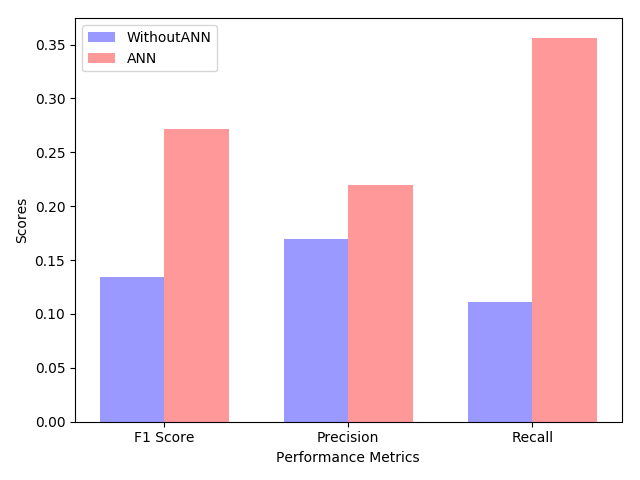 WithoutANN
ANN
Scores
0.35
0.30
0.25
0.20
0.15
0.10
0.05
0.00
F1 Score Precision Recall
Performance Metrics